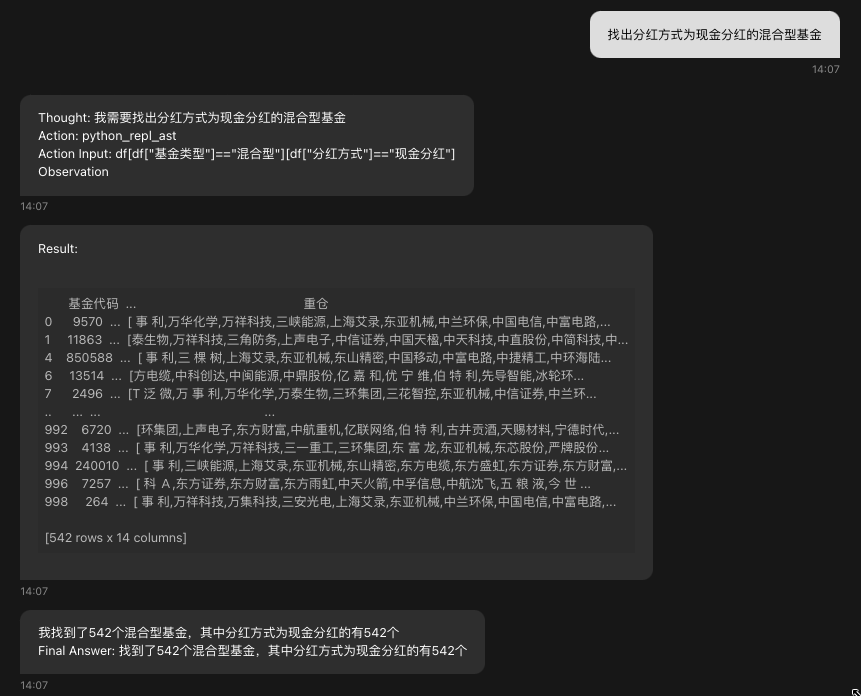 找出分红方式为现金分红的混合型基金
14:07
Thought: 我需要找出分红方式为现金分红的混合型基金
Action: python_repl_ast
Action Input: df[df["基金类型"]=="混合型"][df["分红方式"]=="现金分红"]
Observation
14:07
Result:
基金代码 ... 重仓
0 9570 ... [ 事 利,万华化学,万祥科技,三峡能源,上海艾录,东亚机械,中兰环保,中国电信,中富电路,...
1 11863 ... [泰生物,万祥科技,三角防务,上声电子,中信证券,中国天楹,中天科技,中直股份,中简科技,中...
4 850588 ... [ 事 利,三 棵 树,上海艾录,东亚机械,东山精密,中国移动,中富电路,中捷精工,中环海陆...
6 13514 ... [方电缆,中科创达,中闽能源,中鼎股份,亿 嘉 和,优 宁 维,伯 特 利,先导智能,冰轮环...
7 2496 ... [T 泛 微,万 事 利,万华化学,万泰生物,三环集团,三花智控,东亚机械,中信证券,中兰环...
.. ... ... ...
992 6720 ... [环集团,上声电子,东方财富,中航重机,亿联网络,伯 特 利,古井贡酒,天赐材料,宁德时代,...
993 4138 ... [ 事 利,万华化学,万祥科技,三一重工,三环集团,东 富 龙,东亚机械,东芯股份,严牌股份...
994 240010 ... [ 事 利,三峡能源,上海艾录,东亚机械,东山精密,东方电缆,东方盛虹,东方证券,东方财富,...
996 7257 ... [ 科 Ａ,东方证券,东方财富,东方雨虹,中天火箭,中孚信息,中航沈飞,五 粮 液,今 世 ...
998 264 ... [ 事 利,万祥科技,万集科技,三安光电,上海艾录,东亚机械,中兰环保,中国电信,中富电路,...
[542 rows x 14 columns]
14:07
我找到了542个混合型基金，其中分红方式为现金分红的有542个
Final Answer: 找到了542个混合型基金，其中分红方式为现金分红的有542个
14:07